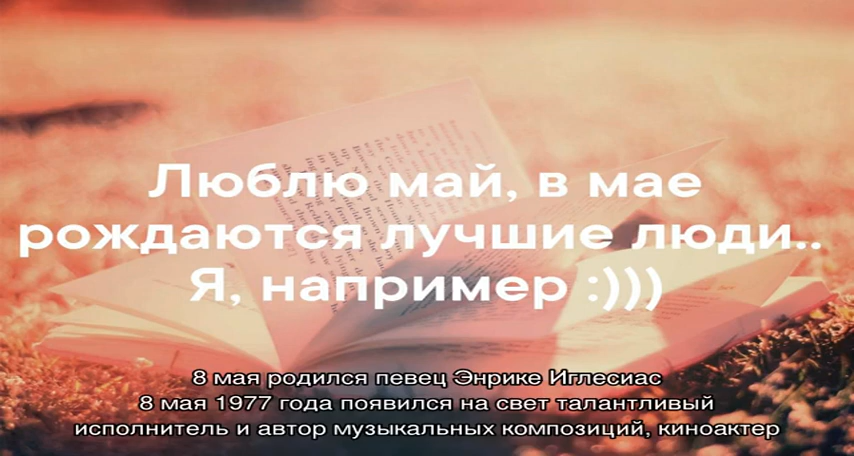 Люблю май, в мае
рождаются лучшие люди..
Я, например :)))
8 мая родился певец Энрике Иглесиас
8 мая 1977 года появился на свет талантливый
исполнитель и автор музыкальных композиций, киноактер